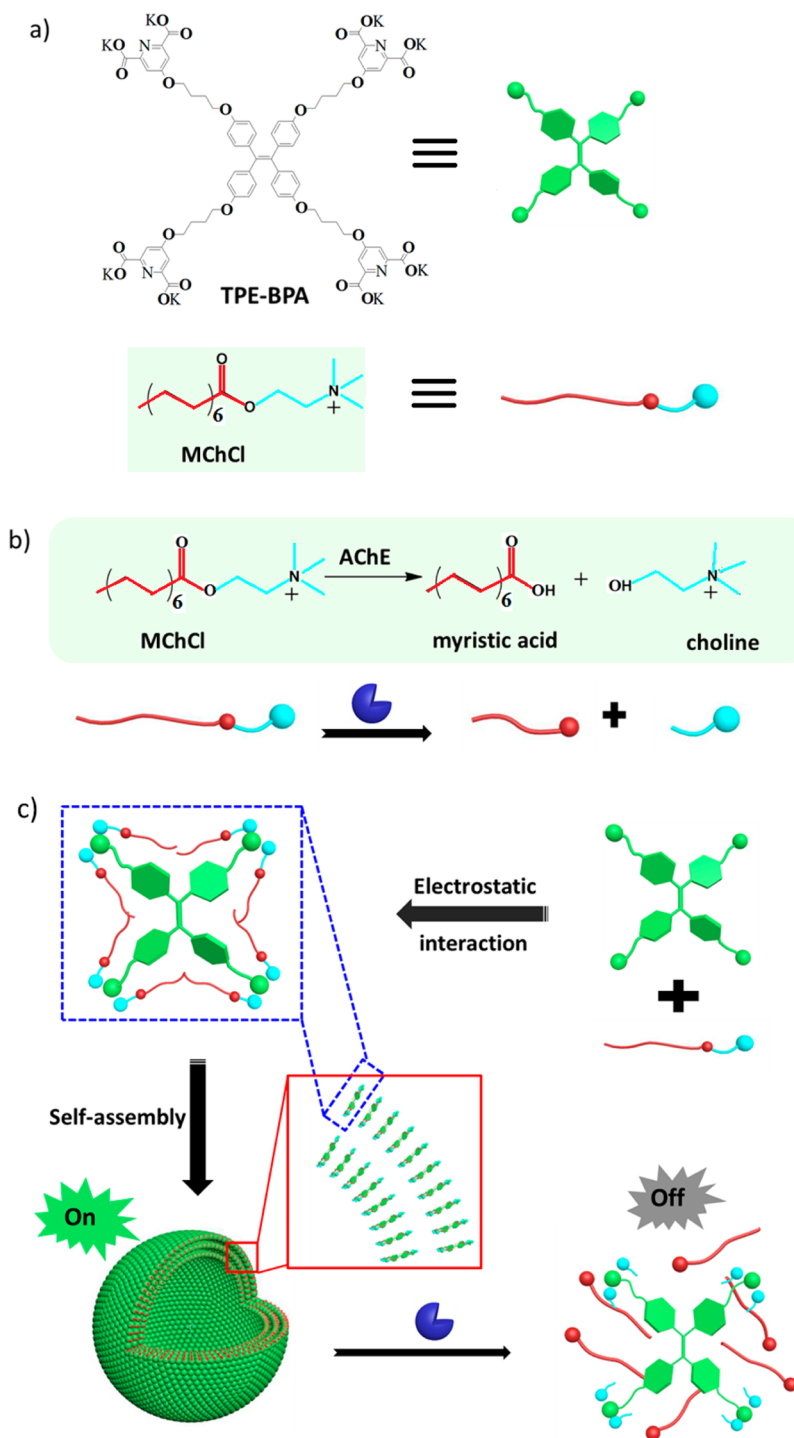 a)
KO
O
N
OK
O
O
O
O
KO
O
N
OK
O
O
O
O
O
O
O
O
KO
O
N
O
OK
O
N
OK
O
OK
TPE-BPA
O
6
O
N
+
MChCl
b)
O
6
O
N
+
AChE
O
6
OH
+
OH
N
+
MChCl
myristic acid
choline
c)
Electrostatic
interaction
Self-assembly
On
Off